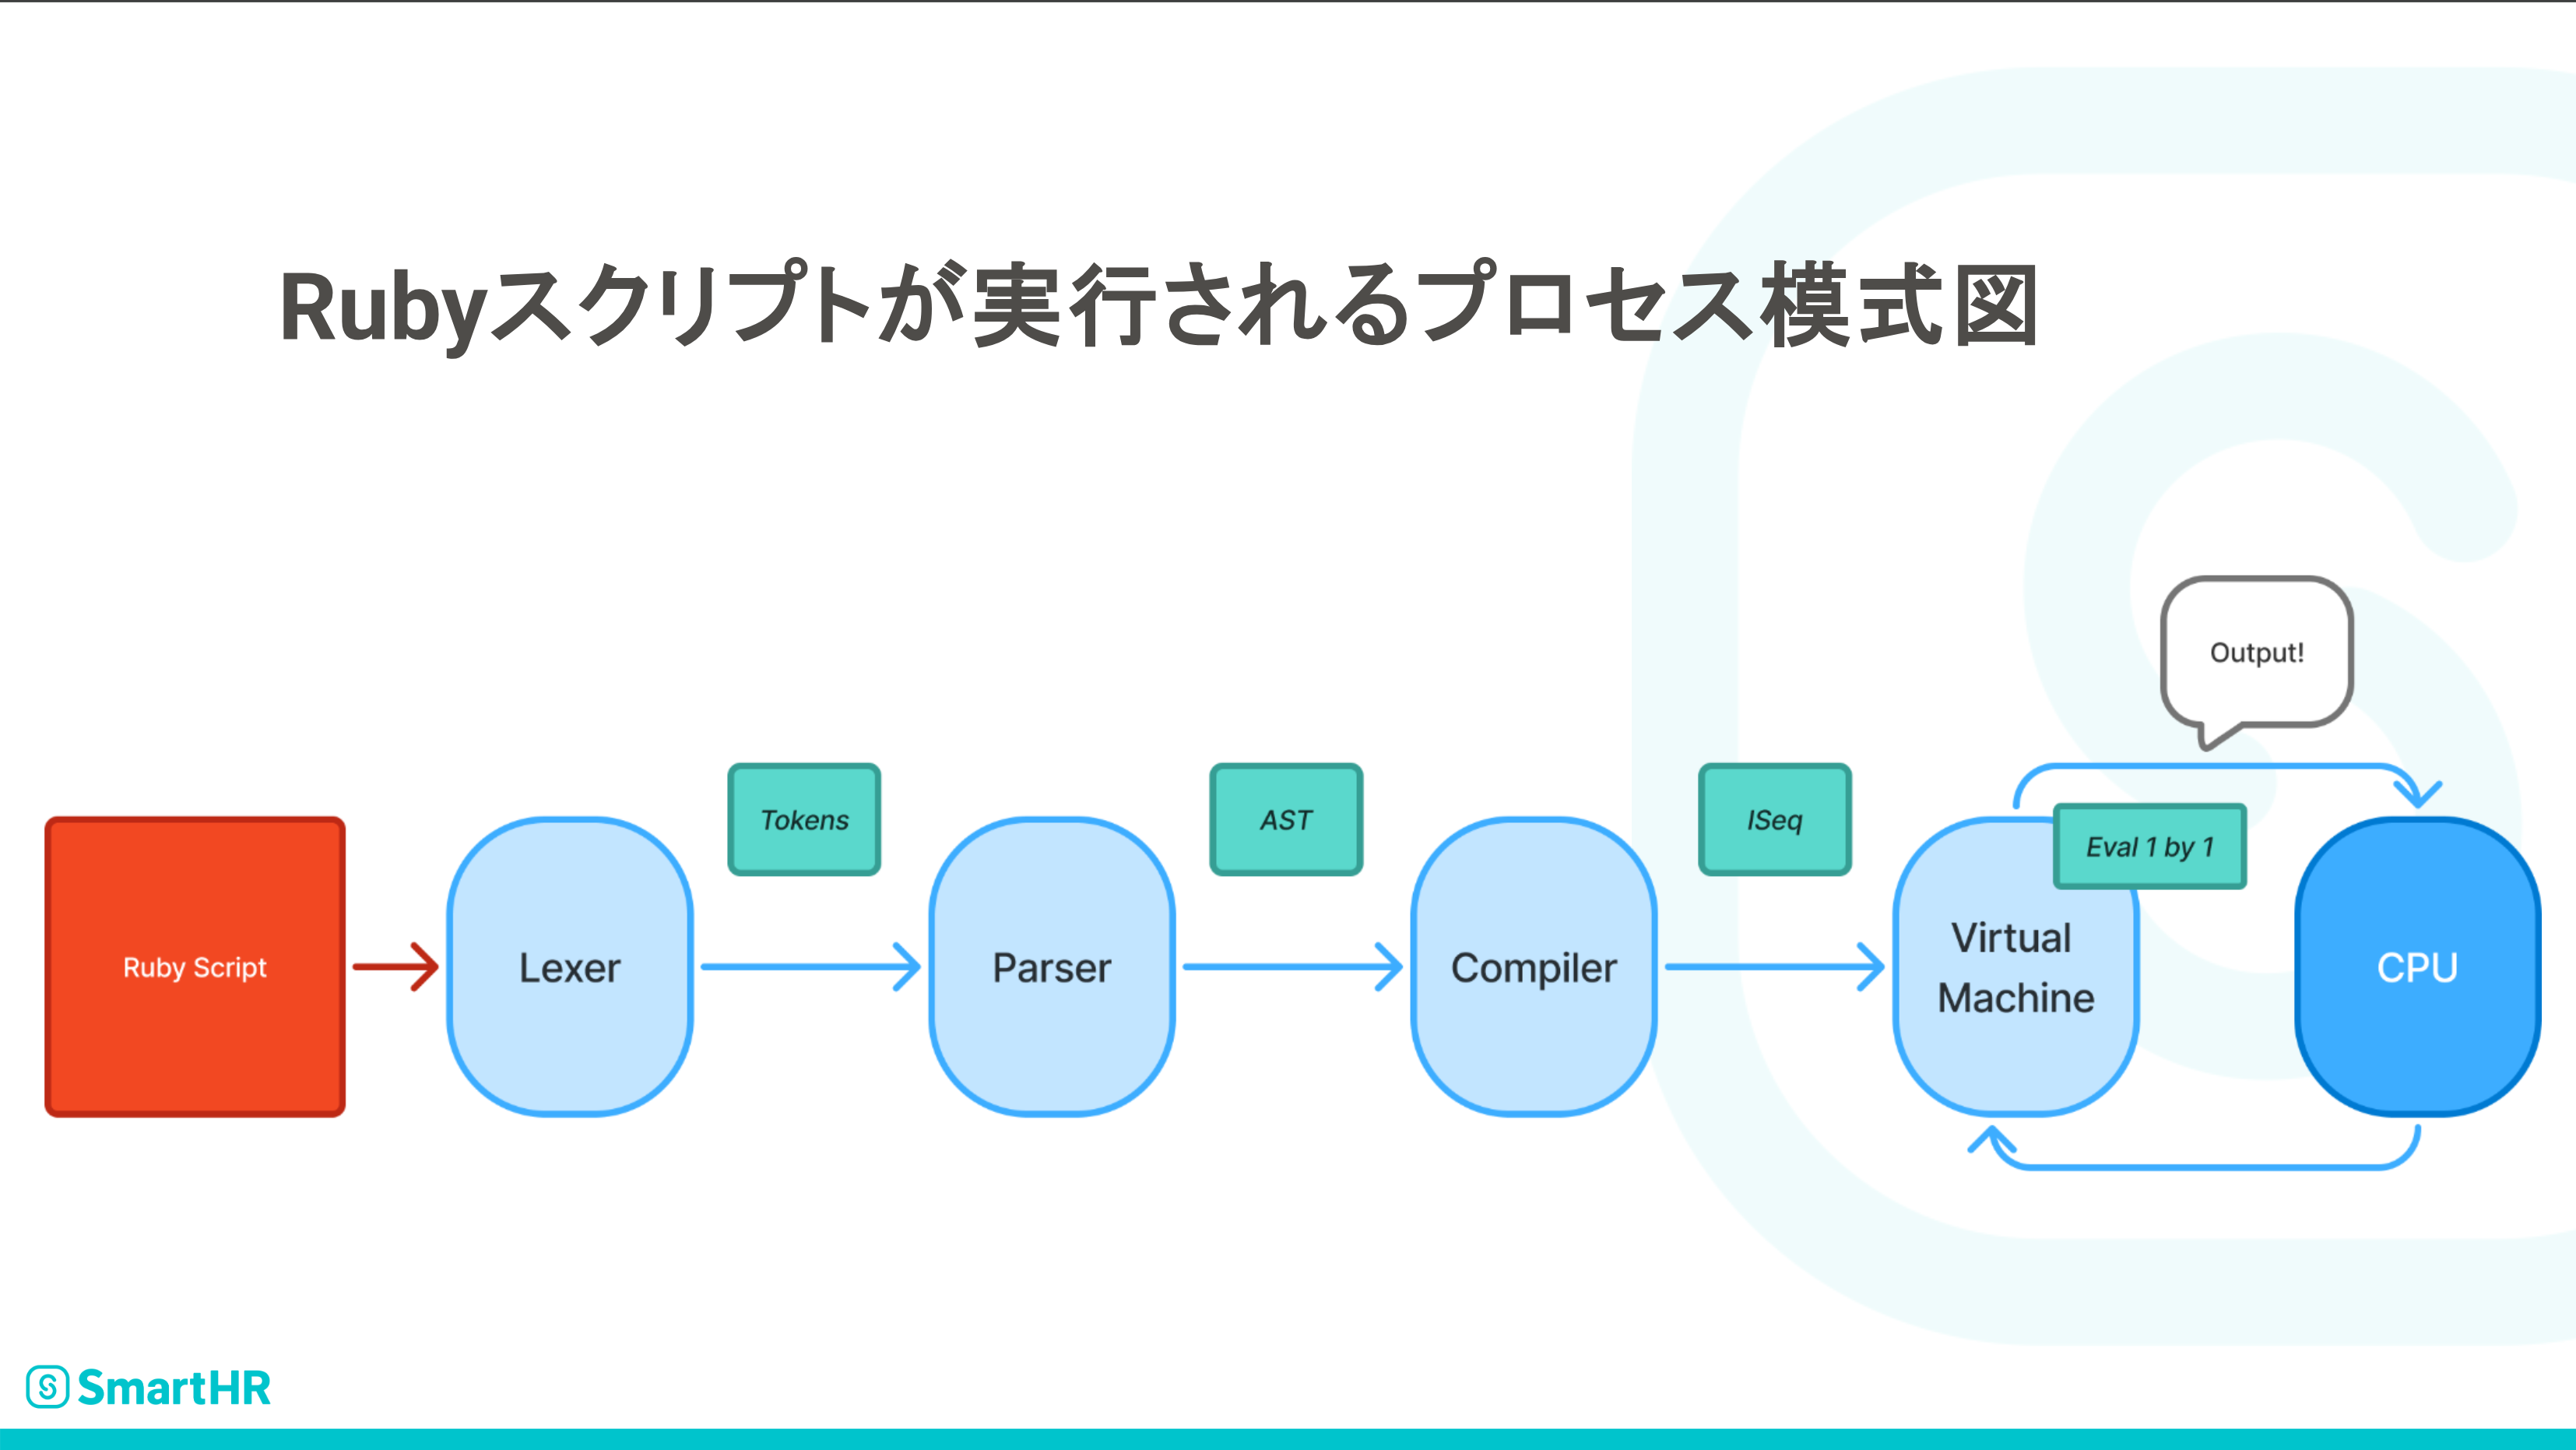 Rubyスクリプトが実行されるプロセス模式図
Output!
Tokens
AST
ISeq
Eval 1 by 1
Ruby Script
Lexer
Parser
Compiler
Virtual
Machine
CPU
SmartHR